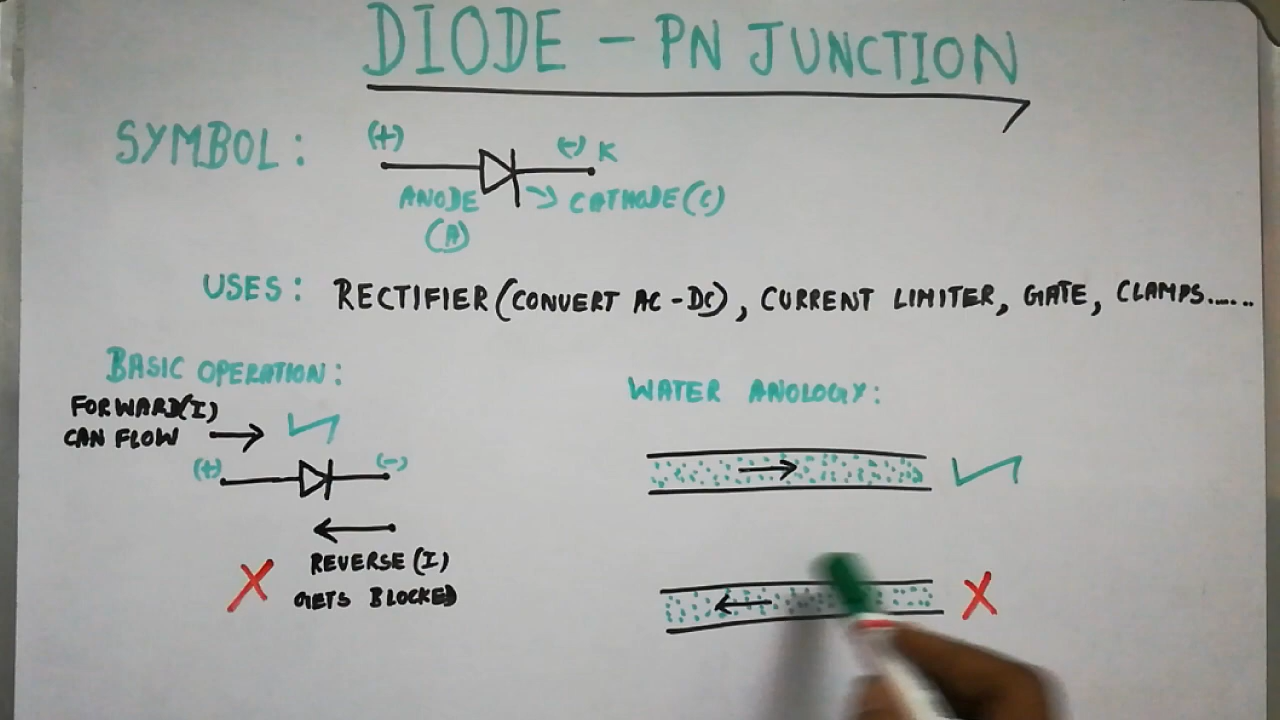 DIODE - PN JUNCTION
SYMBOL:
(+)
(-) K
ANODE
(A)
CATHODE(C)
USES: RECTIFIER(CONVERT AC-DC), CURRENT LIMITER, GATE, CLAMPS......
BASIC OPERATION:
FORWARD(I)
CAN FLOW
(+)
(-)
REVERSE(I)
GETS BLOCKED
WATER ANOLOGY: